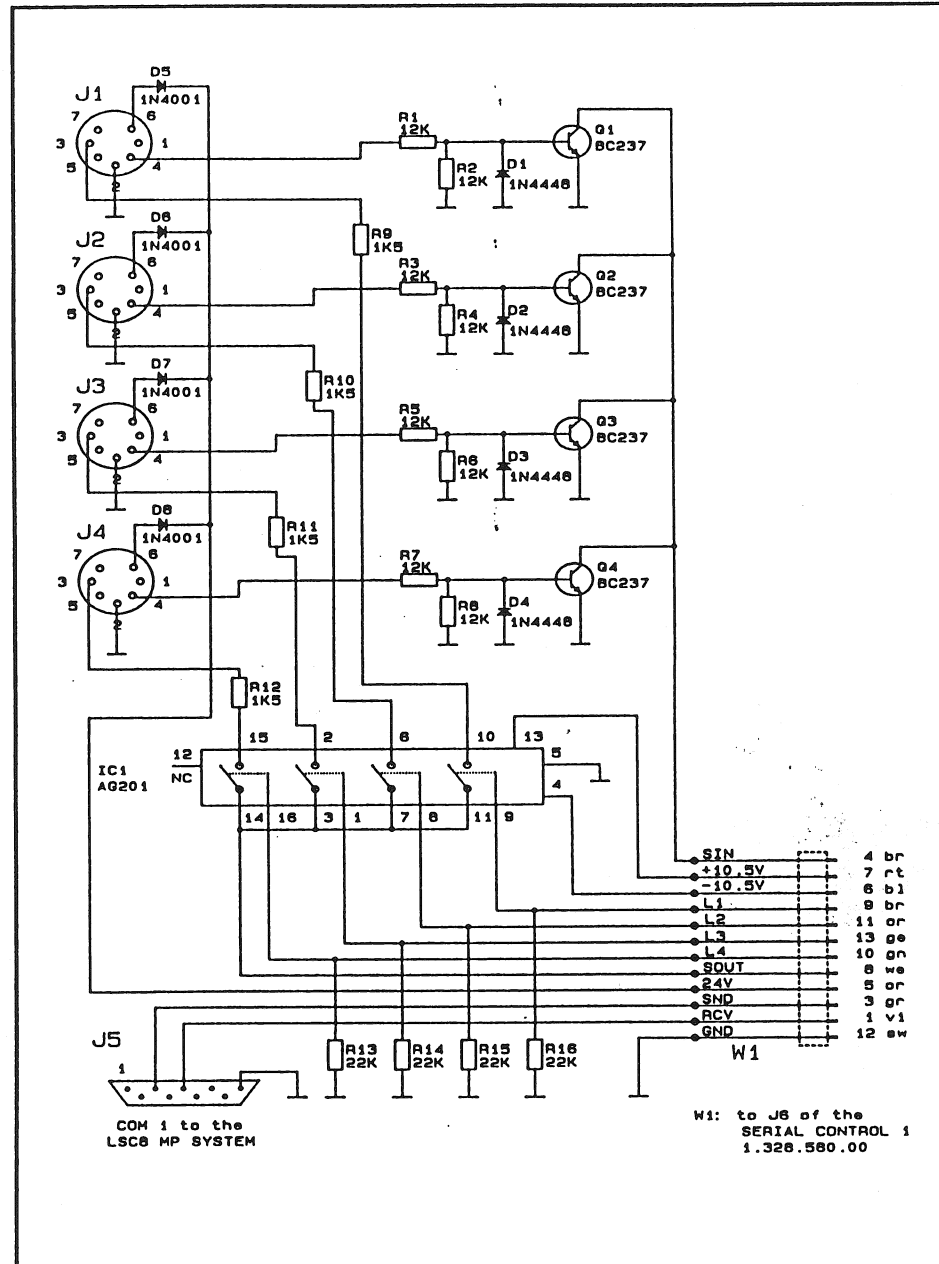 D5
1N4001
J1
7 6
3 1
5 4
2
R1
12K
R2
12K
D1
1N4448
Q1
BC237
D6
1N4001
J2
7 6
3 1
5 4
2
R9
1K5
R3
12K
R4
12K
D2
1N4448
Q2
BC237
D7
1N4001
J3
7 6
3 1
5 4
2
R10
1K5
R5
12K
R6
12K
D3
1N4448
Q3
BC237
D8
1N4001
J4
7 6
3 1
5 4
2
R11
1K5
R7
12K
R8
12K
D4
1N4448
Q4
BC237
R12
1K5
IC1
AG201
12
NC
15 2 6 10 13
5
4
14 16 3 1 7 8 11 9
SIN 4 br
+10.5V 7 rt
-10.5V 6 bl
L1 9 br
L2 11 or
L3 13 ge
L4 10 gn
SOUT 8 we
24V 5 or
SND 3 gr
RCV 1 vi
GND 12 sw
W1
J5
1
R13
22K
R14
22K
R15
22K
R16
22K
COM 1 to the
LSC8 MP SYSTEM
W1: to J6 of the
SERIAL CONTROL 1
1.328.580.00